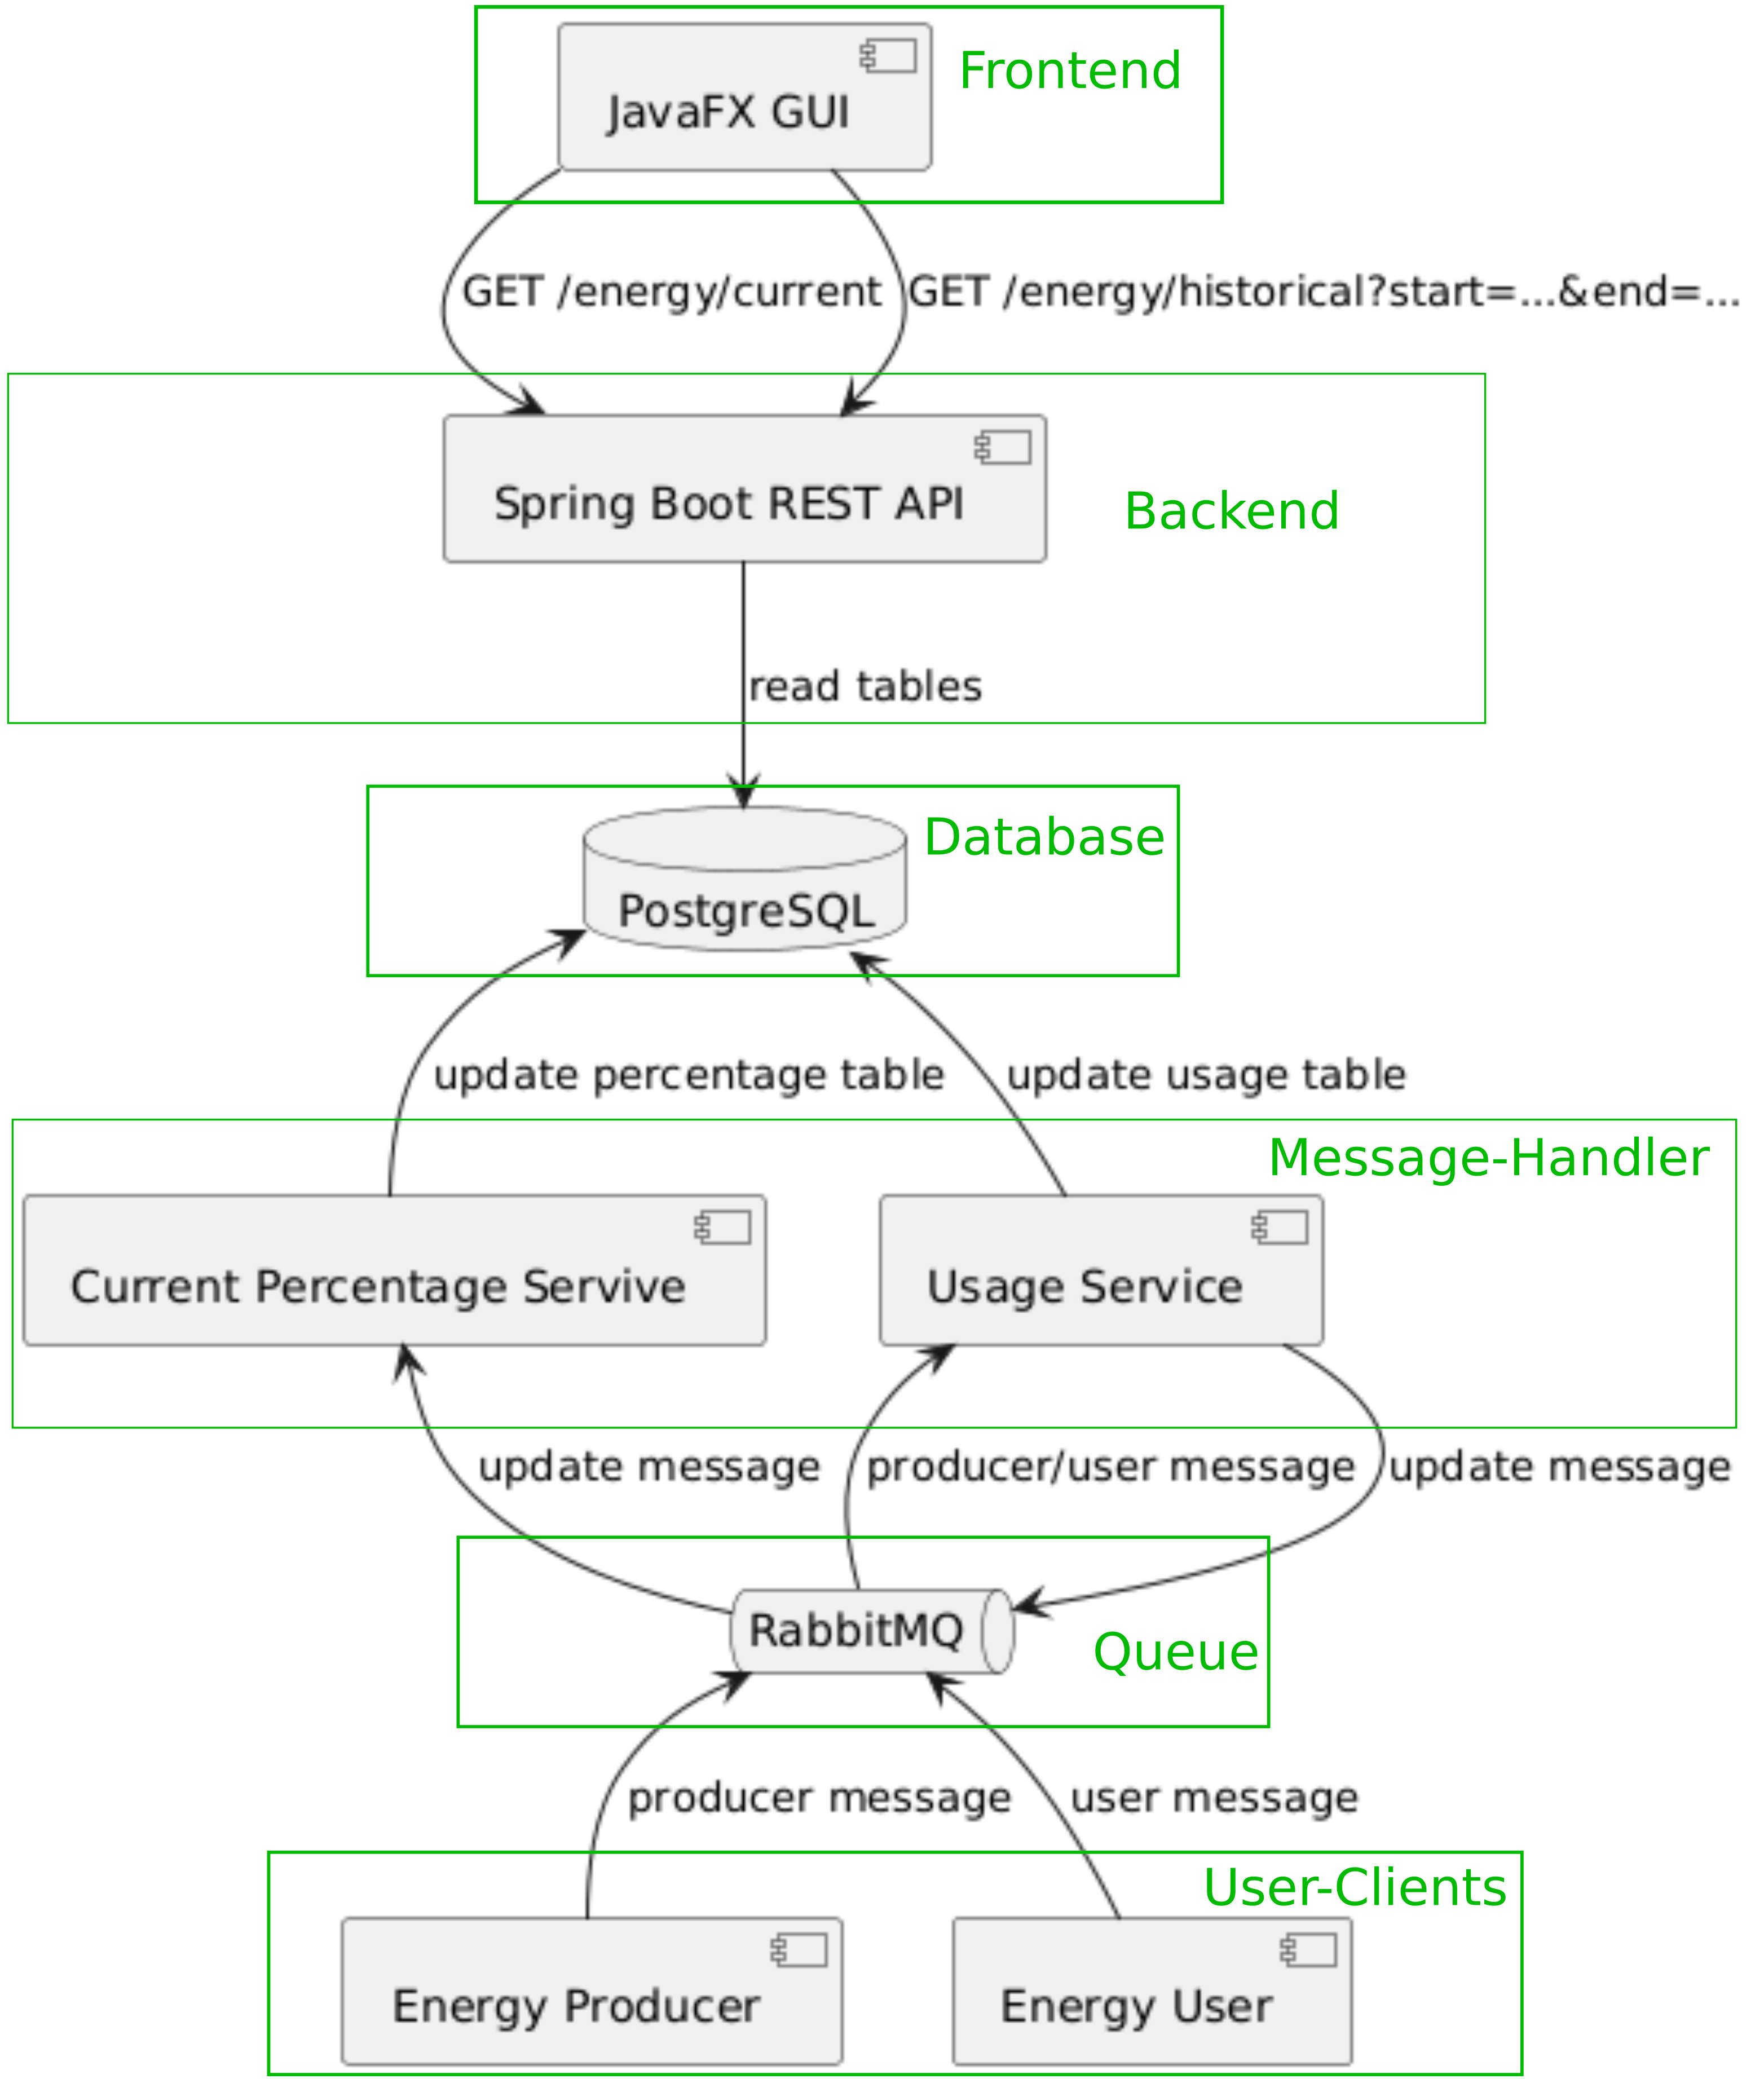 Frontend
JavaFX GUI
GET /energy/current
GET /energy/historical?start=...&end=...
Spring Boot REST API
Backend
read tables
Database
PostgreSQL
update percentage table
update usage table
Message-Handler
Current Percentage Servive
Usage Service
update message
producer/user message
update message
RabbitMQ
Queue
producer message
user message
User-Clients
Energy Producer
Energy User